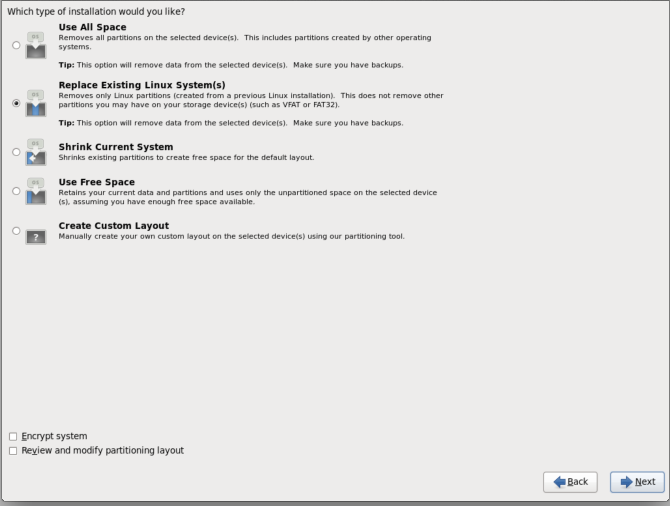 Which type of installation would you like?
Use All Space
Removes all partitions on the selected device(s).  This includes partitions created by other operating
systems.
Tip: This option will remove data from the selected device(s).  Make sure you have backups.
Replace Existing Linux System(s)
Removes only Linux partitions (created from a previous Linux installation).  This does not remove other
partitions you may have on your storage device(s) (such as VFAT or FAT32).
Tip: This option will remove data from the selected device(s).  Make sure you have backups.
Shrink Current System
Shrinks existing partitions to create free space for the default layout.
Use Free Space
Retains your current data and partitions and uses only the unpartitioned space on the selected device
(s), assuming you have enough free space available.
Create Custom Layout
?
Manually create your own custom layout on the selected device(s) using our partitioning tool.
Encrypt system
Review and modify partitioning layout
Back
Next